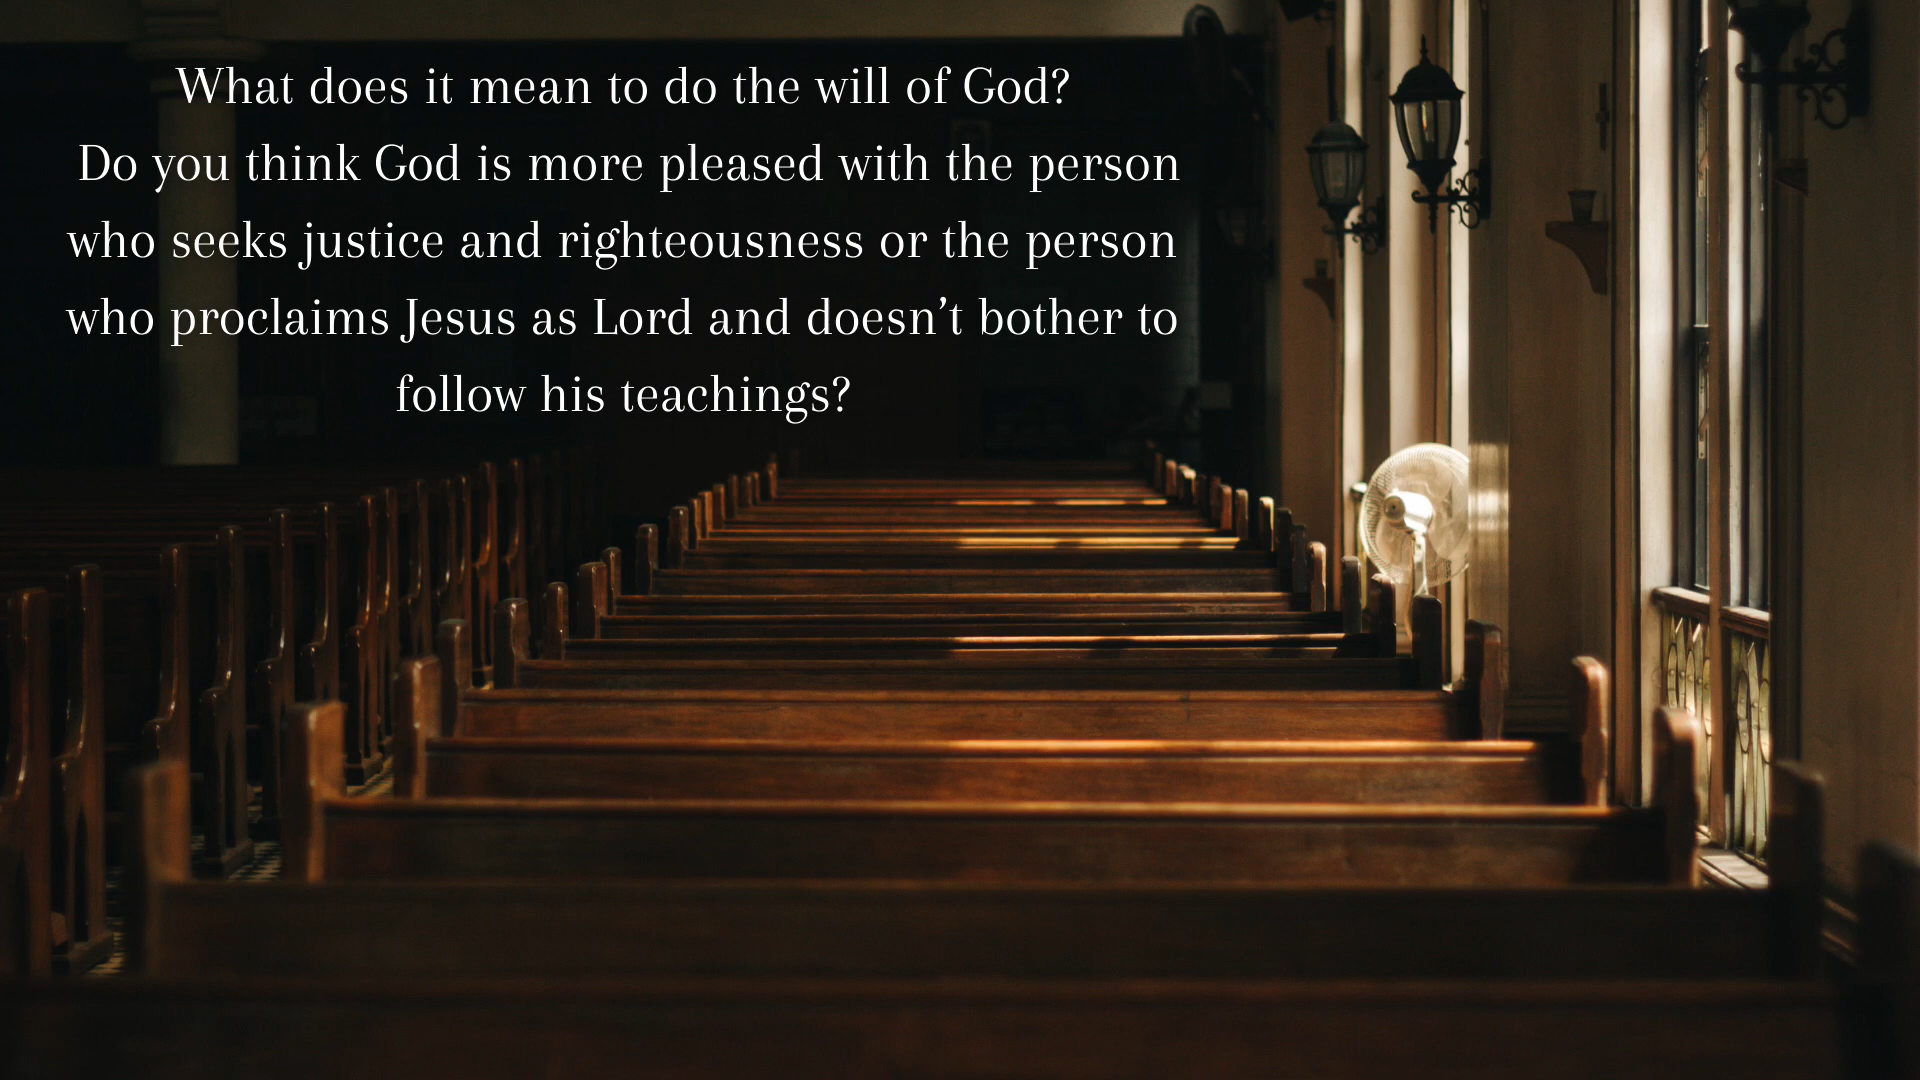 What does it mean to do the will of God?
Do you think God is more pleased with the person
who seeks justice and righteousness or the person
who proclaims Jesus as Lord and doesn’t bother to
follow his teachings?